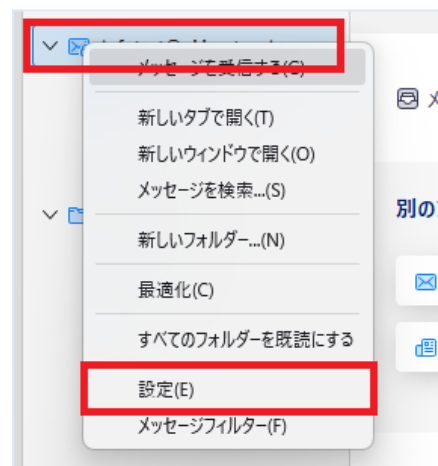 メッセージを受信する(G)
新しいタブで開く(T)
新しいウィンドウで開く(O)
メッセージを検索...(S)
新しいフォルダー...(N)
最適化(C)
すべてのフォルダーを既読にする
設定(E)
メッセージフィルター(F)
別の